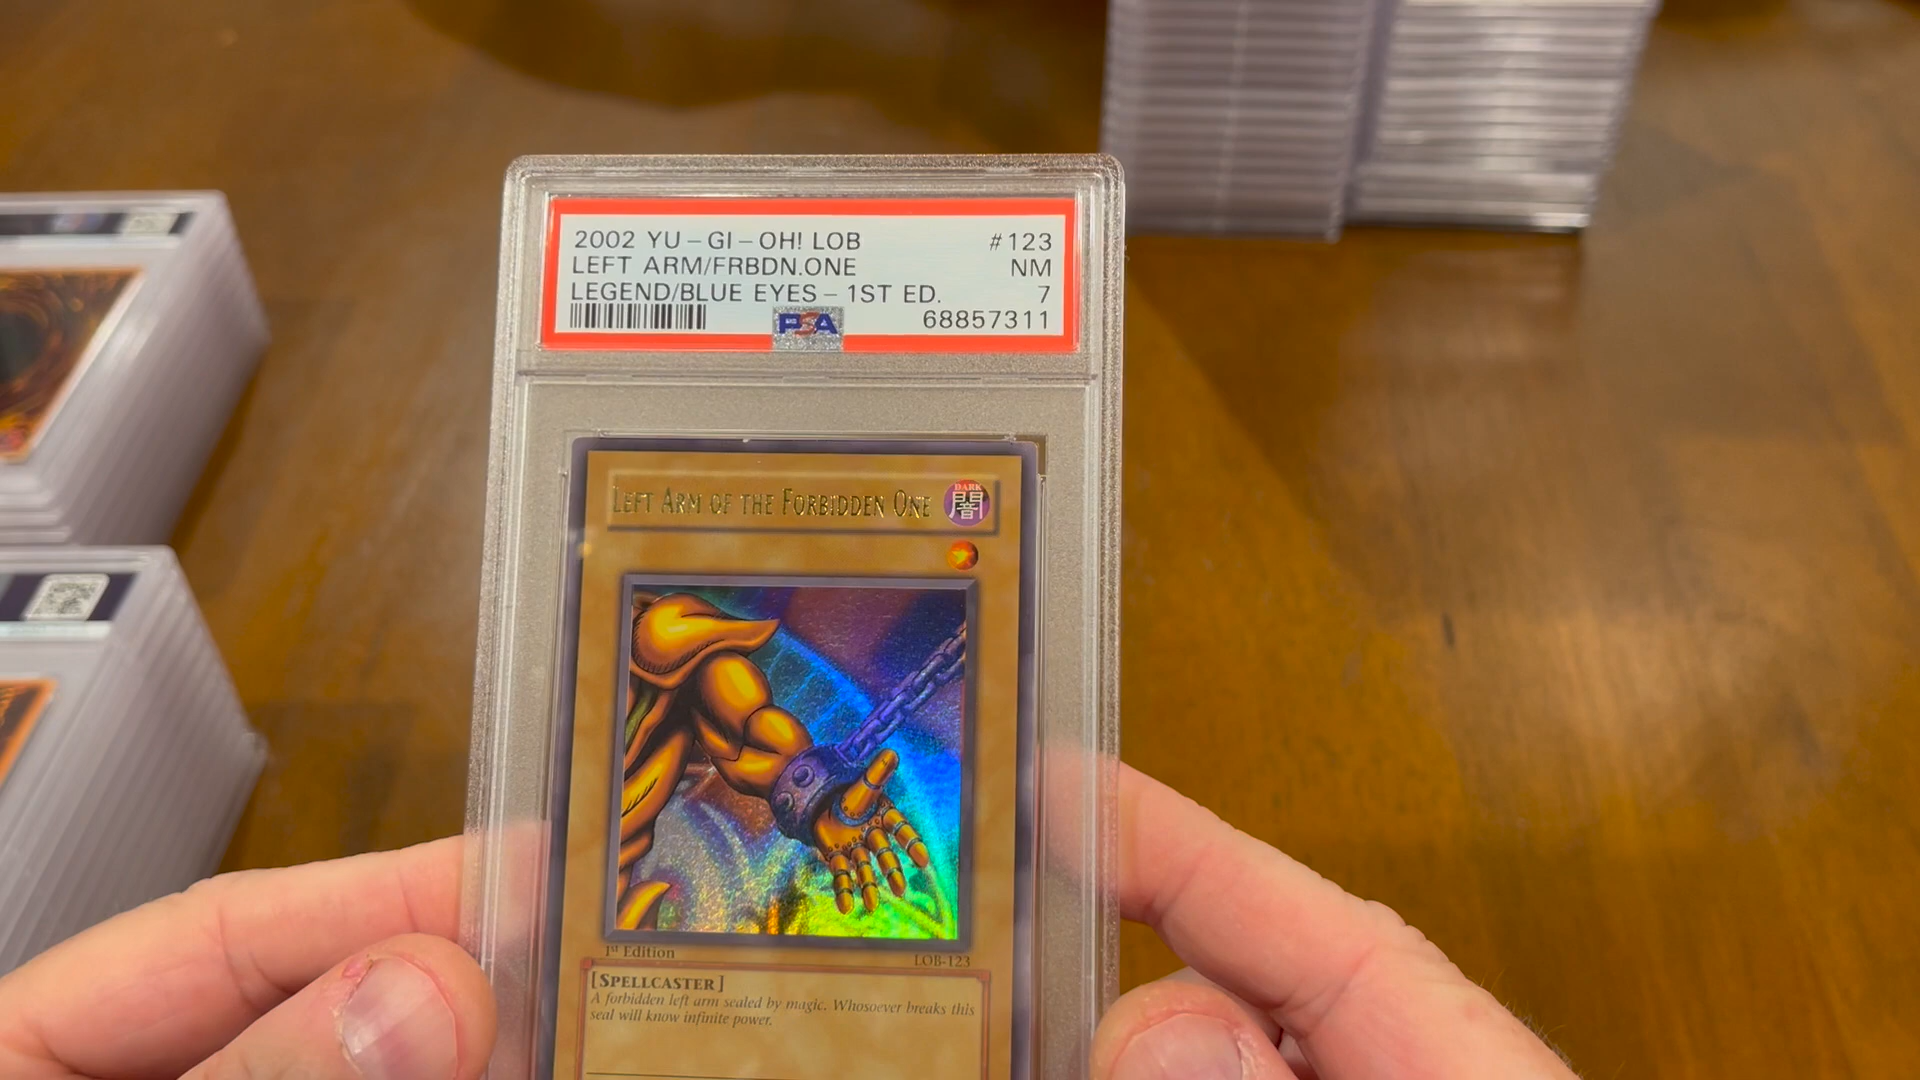 2002 YU-GI-OH! LOB #123
LEFT ARM/FRBDN.ONE NM
LEGEND/BLUE EYES-1ST ED. 7
PSA 68857311
LEFT ARM OF THE FORBIDDEN ONE
DARK
闇
1st Edition LOB-123
[SPELLCASTER]
A forbidden left arm sealed by magic. Whosoever breaks this
seal will know infinite power.